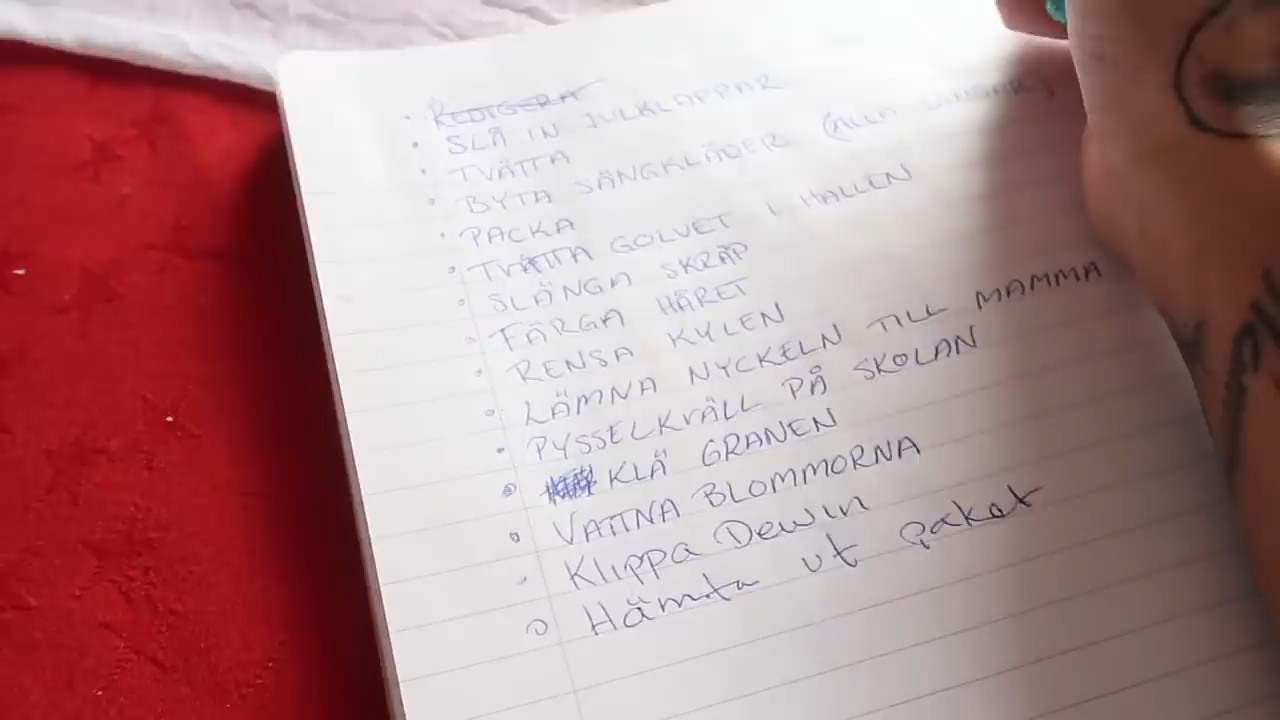 • REDIGERA
• SLÅ IN JULKLAPPAR
• TVÄTTA
• BYTA SÄNGKLÄDER (ALLA
• PACKA
• TVÄTTA GOLVET I HALLEN
• SLÄNGA SKRÄP
• FÄRGA HÅRET
• RENSA KYLEN
• LÄMNA NYCKELN TILL MAMMA
• PYSSELKVÄLL PÅ SKOLAN
• KLÄ GRANEN
• VATTNA BLOMMORNA
• Klippa Dewin
• Hämta ut paket